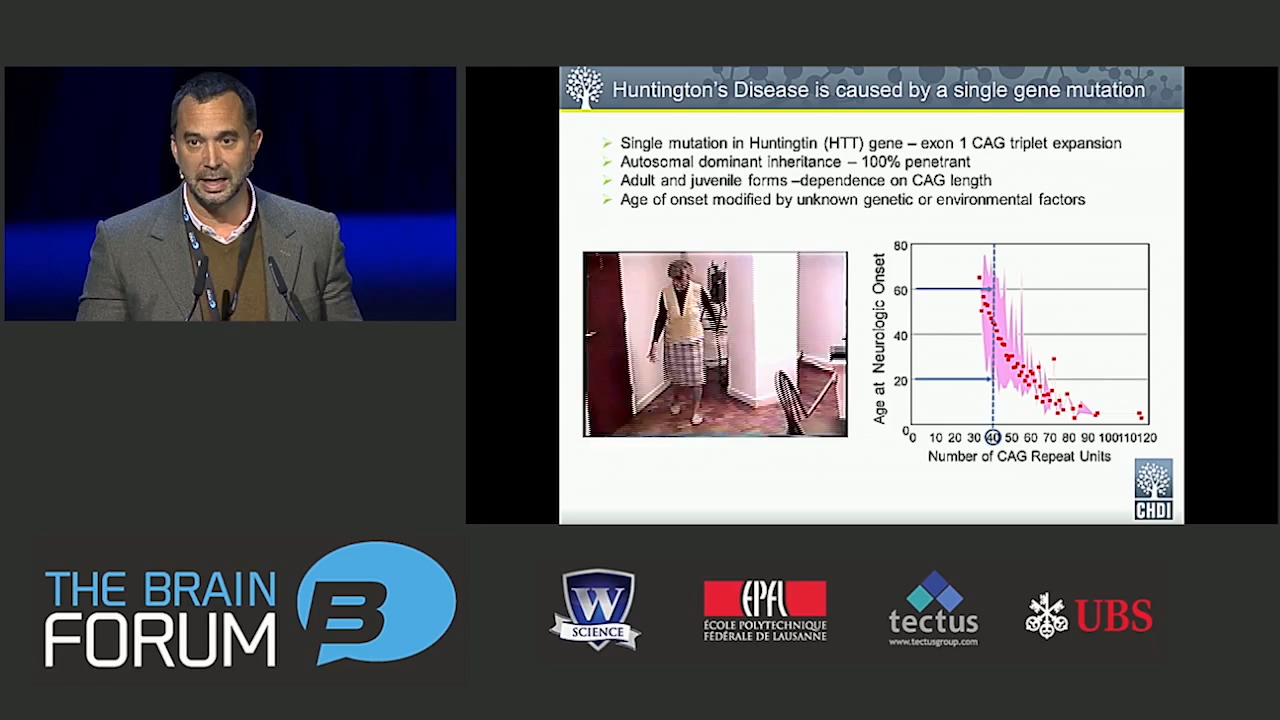 Huntington's Disease is caused by a single gene mutation
Single mutation in Huntingtin (HTT) gene – exon 1 CAG triplet expansion
Autosomal dominant inheritance – 100% penetrant
Adult and juvenile forms –dependence on CAG length
Age of onset modified by unknown genetic or environmental factors
Age at Neurologic Onset
80
60
40
20
0
0 10 20 30 40 50 60 70 80 90 100 110 120
Number of CAG Repeat Units
CHDI
THE BRAIN
FORUM
B
W
SCIENCE
EPFL
ÉCOLE POLYTECHNIQUE
FÉDÉRALE DE LAUSANNE
tectus
www.tectusgroup.com
UBS